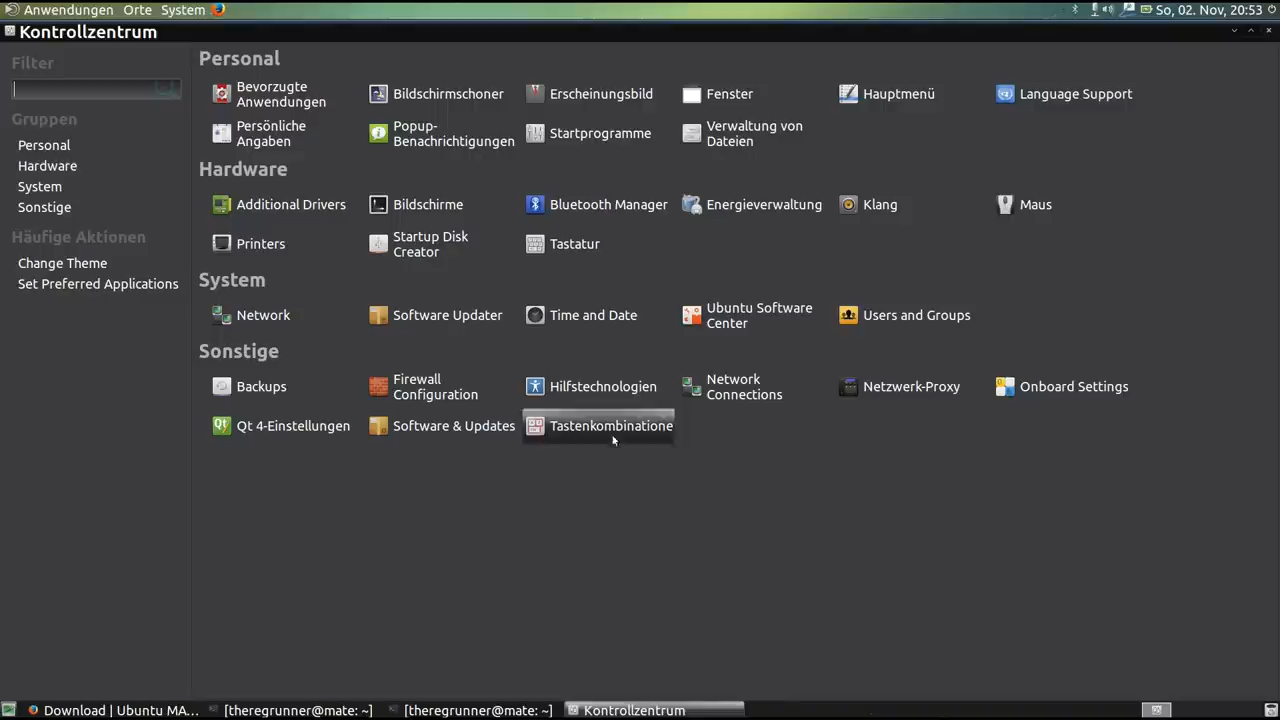 Anwendungen Orte System So, 02. Nov, 20:53
Kontrollzentrum
Filter
Gruppen
Personal
Hardware
System
Sonstige
Häufige Aktionen
Change Theme
Set Preferred Applications
Personal
Bevorzugte Anwendungen
Bildschirmschoner
Erscheinungsbild
Fenster
Hauptmenü
Language Support
Persönliche Angaben
Popup-Benachrichtigungen
Startprogramme
Verwaltung von Dateien
Hardware
Additional Drivers
Bildschirme
Bluetooth Manager
Energieverwaltung
Klang
Maus
Printers
Startup Disk Creator
Tastatur
System
Network
Software Updater
Time and Date
Ubuntu Software Center
Users and Groups
Sonstige
Backups
Firewall Configuration
Hilfstechnologien
Network Connections
Netzwerk-Proxy
Onboard Settings
Qt 4-Einstellungen
Software & Updates
Tastenkombinatione
Download | Ubuntu MA... [theregrunner@mate: ~] [theregrunner@mate: ~] Kontrollzentrum